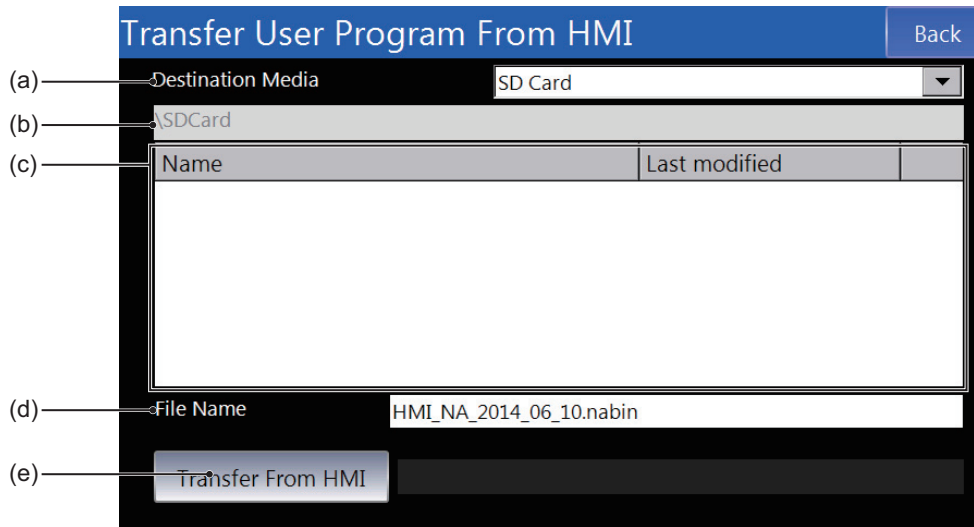 Transfer User Program From HMI Back
(a) Destination Media SD Card
(b) \SDCard
(c) Name Last modified
(d) File Name HMI_NA_2014_06_10.nabin
(e) Transfer From HMI